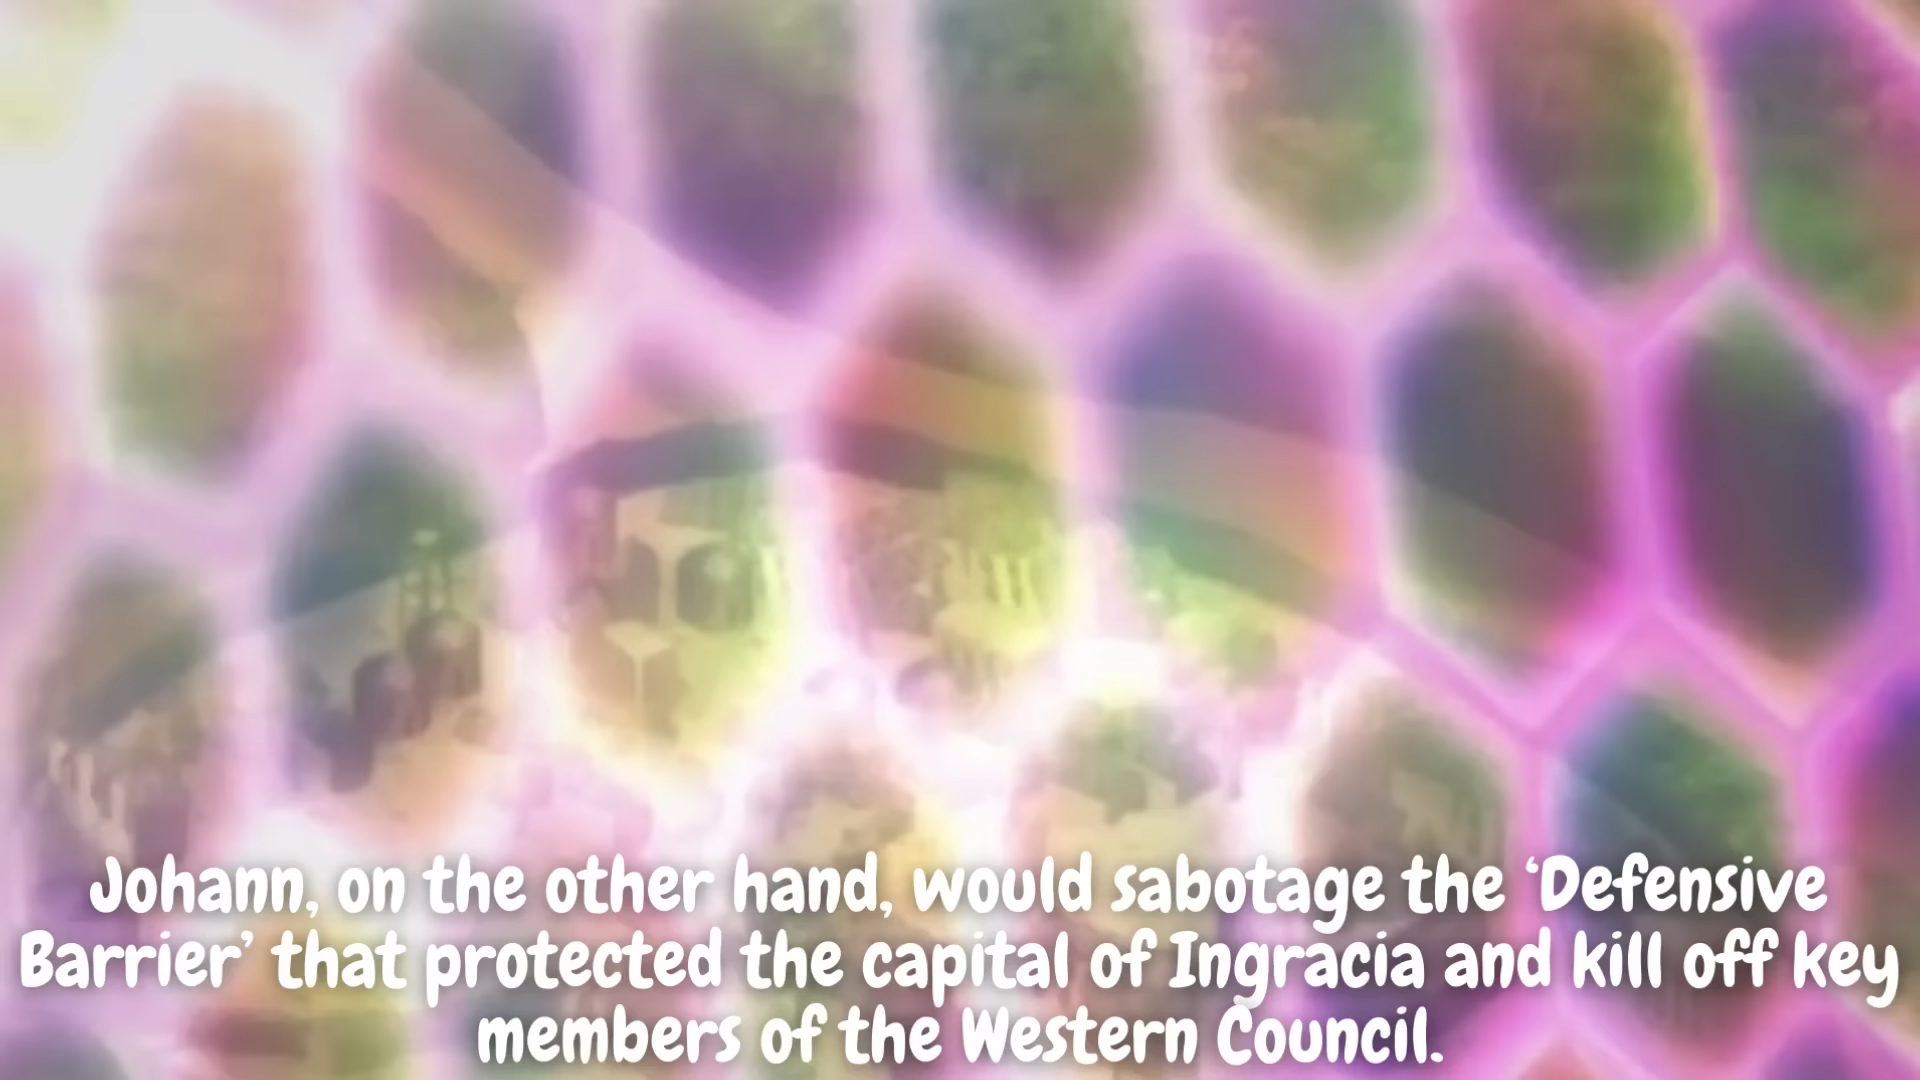 Johann, on the other hand, would sabotage the ‘Defensive
Barrier’ that protected the capital of Ingracia and kill off key
members of the Western Council.